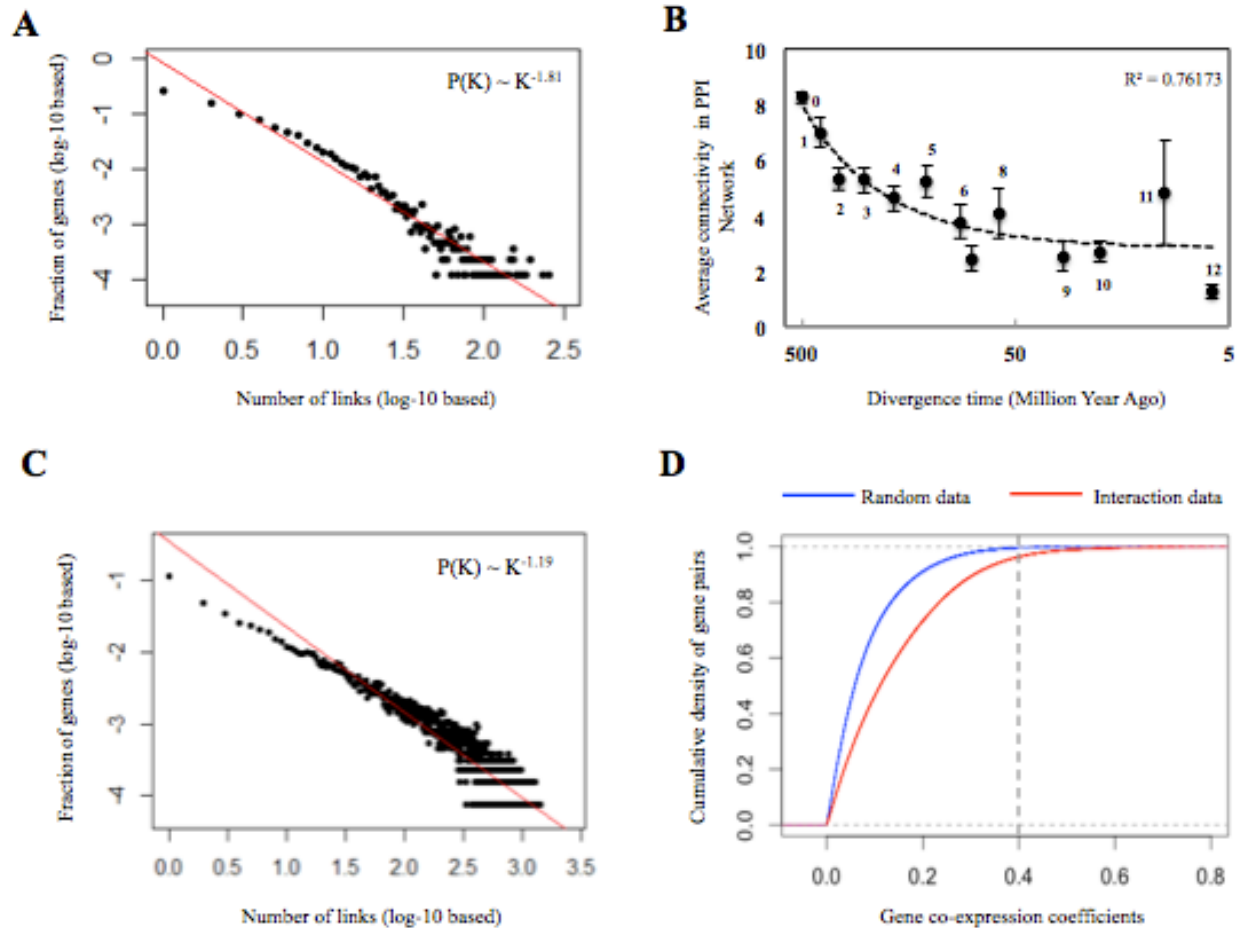 A
P(K) ~ K^-1.81
0
-1
-2
-3
-4
Fraction of genes (log-10 based)
0.0 0.5 1.0 1.5 2.0 2.5
Number of links (log-10 based)
B
R² = 0.76173
10
8
6
4
2
0
Average connectivity in PPI
Network
0
1
2
3
4
5
6
8
9
10
11
12
500 50 5
Divergence time (Million Year Ago)
C
P(K) ~ K^-1.19
-1
-2
-3
-4
Fraction of genes (log-10 based)
0.0 0.5 1.0 1.5 2.0 2.5 3.0 3.5
Number of links (log-10 based)
D
Random data Interaction data
1.0
0.8
0.6
0.4
0.2
0.0
Cumulative density of gene pairs
0.0 0.2 0.4 0.6 0.8
Gene co-expression coefficients